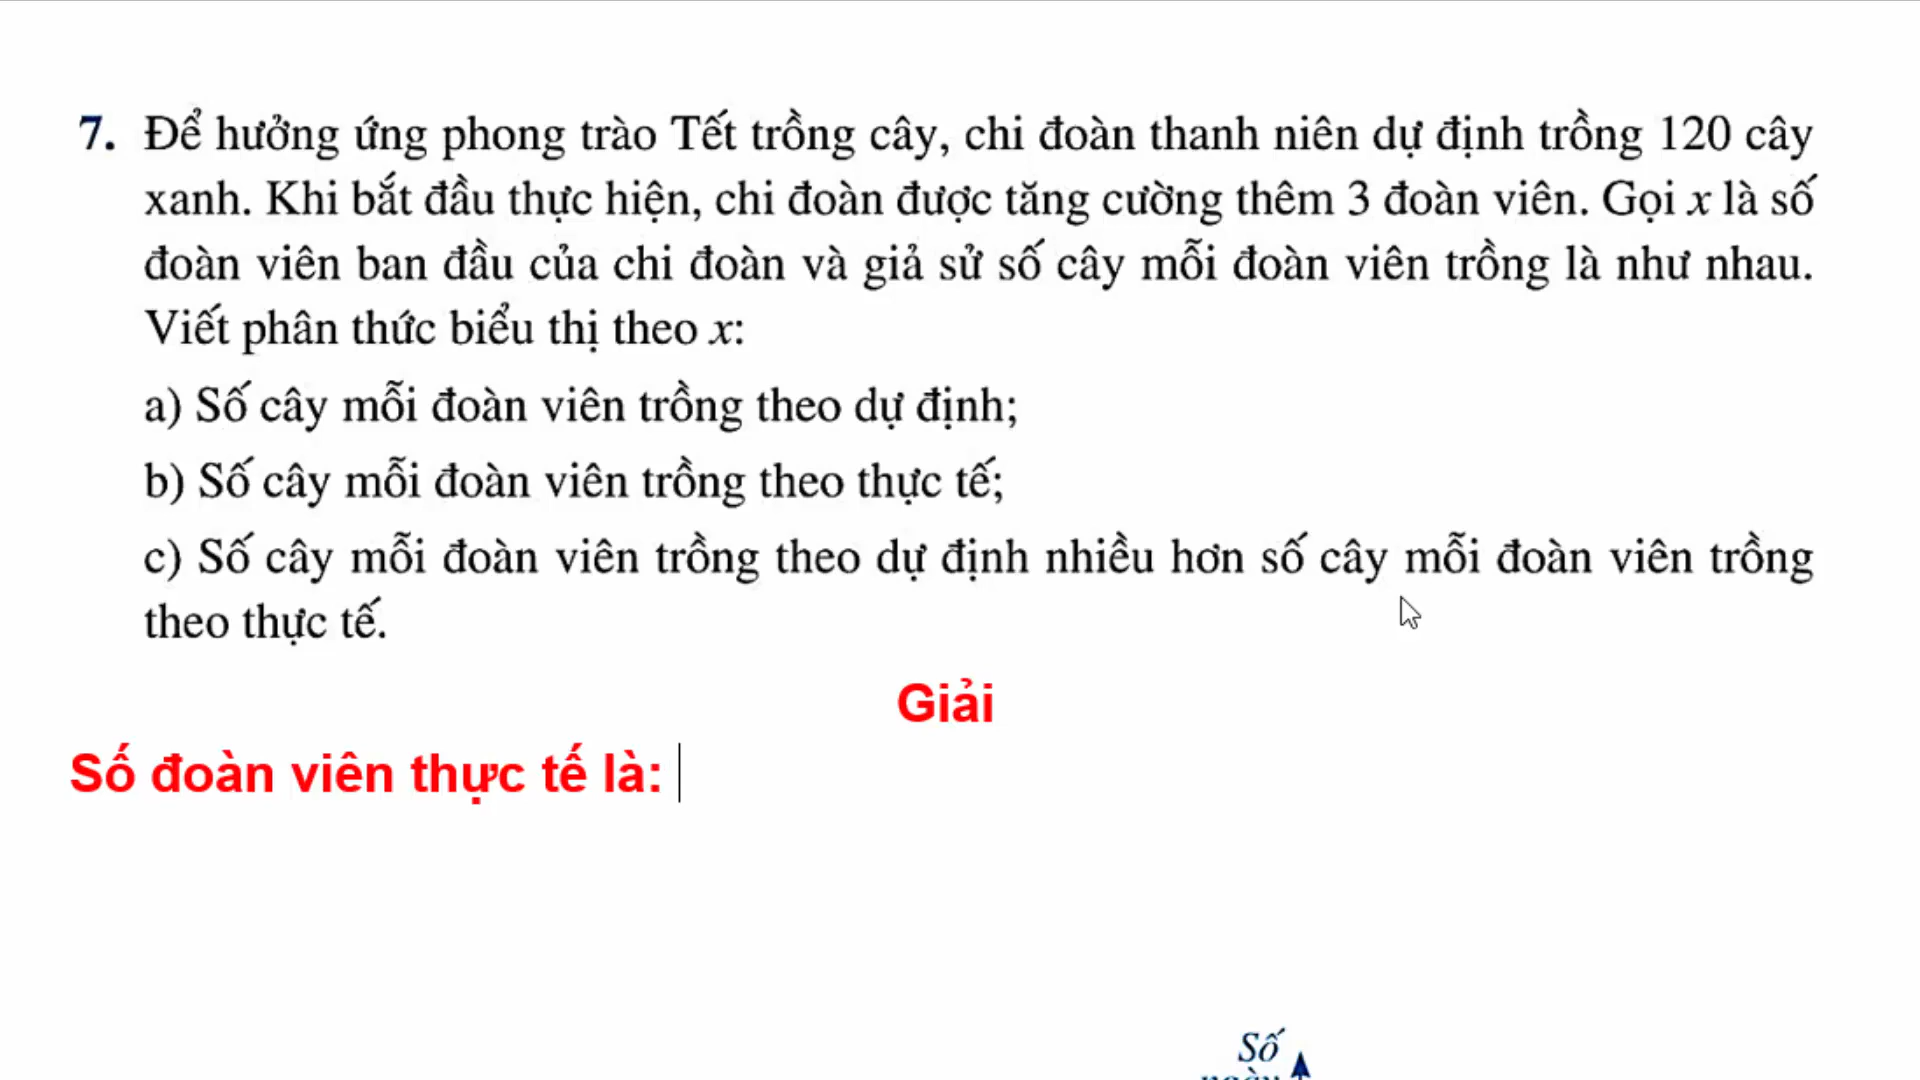 7. Để hưởng ứng phong trào Tết trồng cây, chi đoàn thanh niên dự định trồng 120 cây
xanh. Khi bắt đầu thực hiện, chi đoàn được tăng cường thêm 3 đoàn viên. Gọi x là số
đoàn viên ban đầu của chi đoàn và giả sử số cây mỗi đoàn viên trồng là như nhau.
Viết phân thức biểu thị theo x:
a) Số cây mỗi đoàn viên trồng theo dự định;
b) Số cây mỗi đoàn viên trồng theo thực tế;
c) Số cây mỗi đoàn viên trồng theo dự định nhiều hơn số cây mỗi đoàn viên trồng
theo thực tế.
Giải
Số đoàn viên thực tế là:
Số